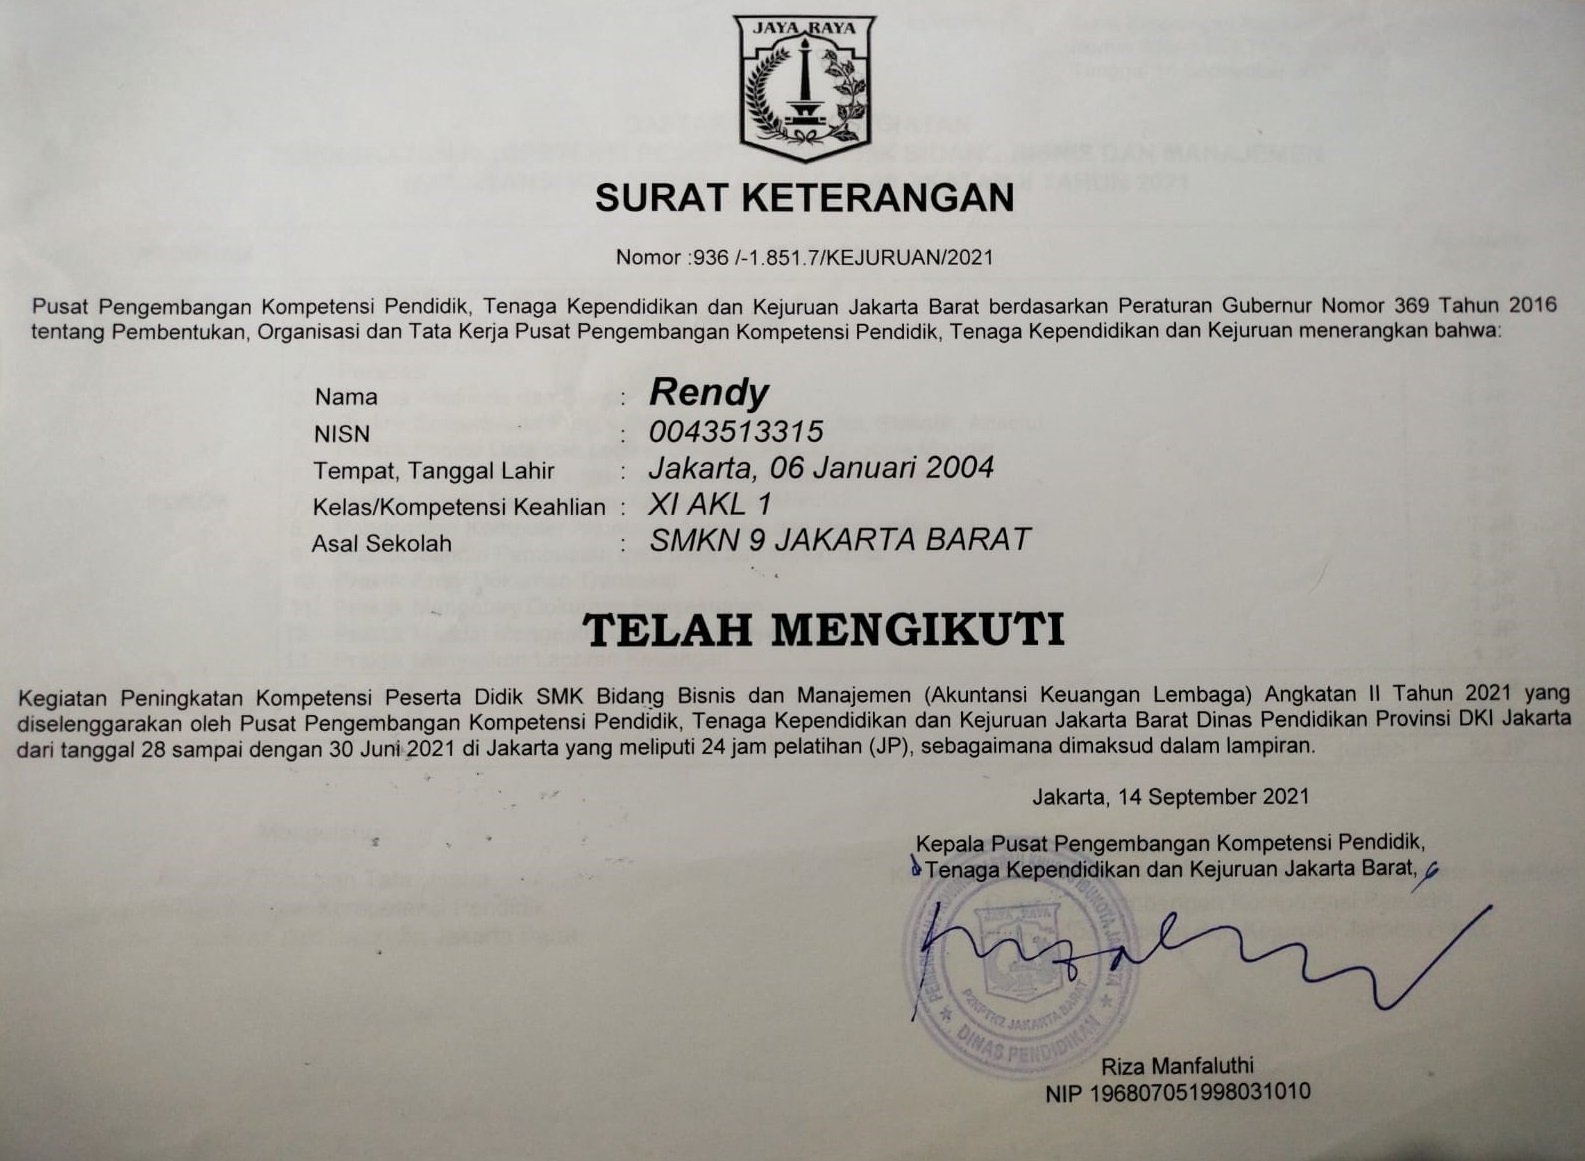 JAYA RAYA
SURAT KETERANGAN
Nomor :936 /-1.851.7/KEJURUAN/2021
Pusat Pengembangan Kompetensi Pendidik, Tenaga Kependidikan dan Kejuruan Jakarta Barat berdasarkan Peraturan Gubernur Nomor 369 Tahun 2016
tentang Pembentukan, Organisasi dan Tata Kerja Pusat Pengembangan Kompetensi Pendidik, Tenaga Kependidikan dan Kejuruan menerangkan bahwa:
Nama : Rendy
NISN : 0043513315
Tempat, Tanggal Lahir : Jakarta, 06 Januari 2004
Kelas/Kompetensi Keahlian : XI AKL 1
Asal Sekolah : SMKN 9 JAKARTA BARAT
TELAH MENGIKUTI
Kegiatan Peningkatan Kompetensi Peserta Didik SMK Bidang Bisnis dan Manajemen (Akuntansi Keuangan Lembaga) Angkatan II Tahun 2021 yang
diselenggarakan oleh Pusat Pengembangan Kompetensi Pendidik, Tenaga Kependidikan dan Kejuruan Jakarta Barat Dinas Pendidikan Provinsi DKI Jakarta
dari tanggal 28 sampai dengan 30 Juni 2021 di Jakarta yang meliputi 24 jam pelatihan (JP), sebagaimana dimaksud dalam lampiran.
Jakarta, 14 September 2021
Kepala Pusat Pengembangan Kompetensi Pendidik,
Tenaga Kependidikan dan Kejuruan Jakarta Barat,
JAYA RAYA
P2KPTK2 JAKARTA BARAT
DINAS PENDIDIKAN
Riza Manfaluthi
NIP 196807051998031010